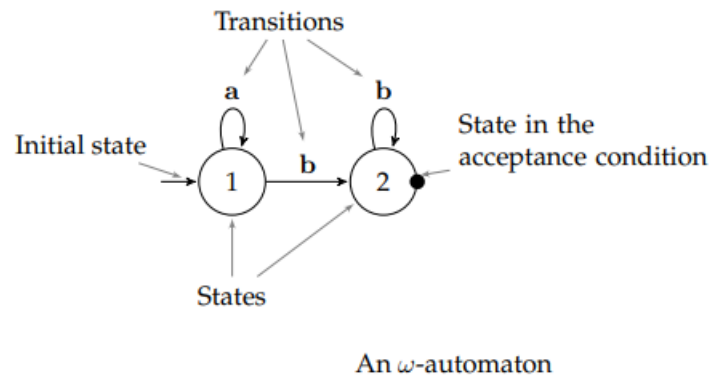 Transitions
a
b
Initial state
b
State in the
acceptance condition
1
2
States
An ω-automaton